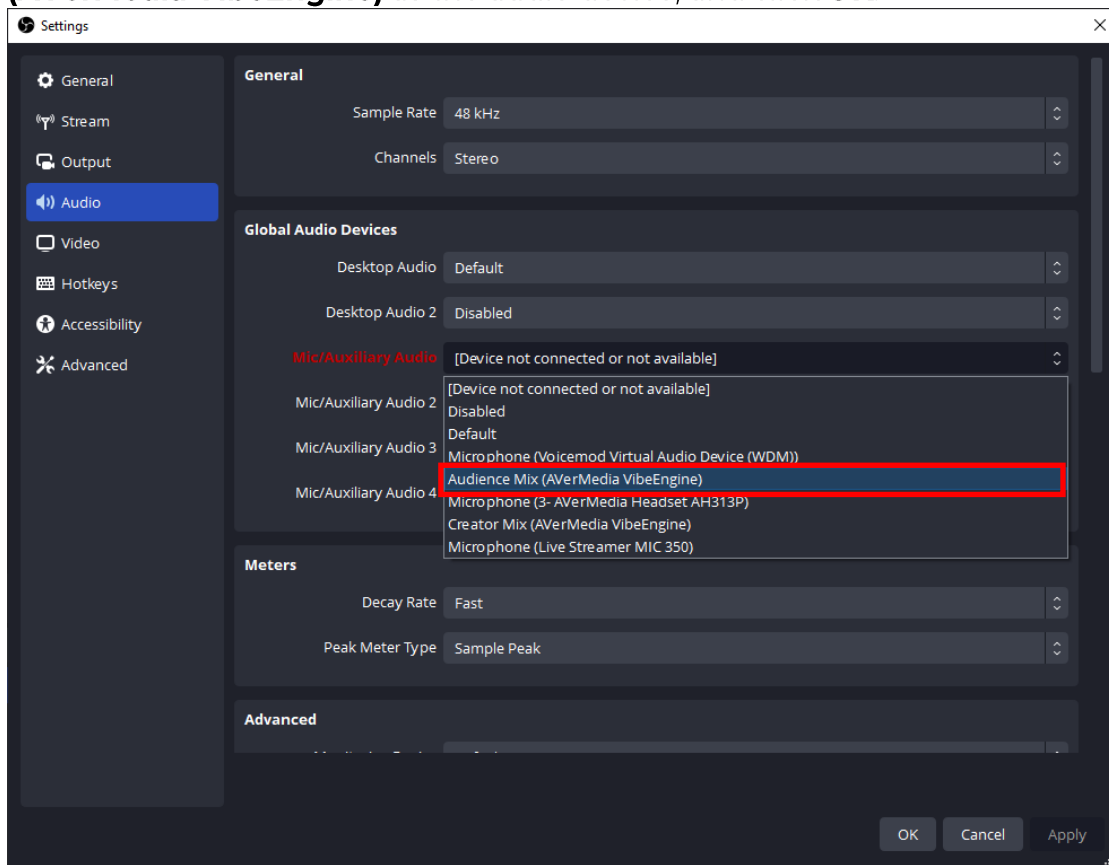 Settings
General
Stream
Output
Audio
Video
Hotkeys
Accessibility
Advanced
General
Sample Rate 48 kHz
Channels Stereo
Global Audio Devices
Desktop Audio Default
Desktop Audio 2 Disabled
Mic/Auxiliary Audio [Device not connected or not available]
Mic/Auxiliary Audio 2
Mic/Auxiliary Audio 3
Mic/Auxiliary Audio 4
[Device not connected or not available]
Disabled
Default
Microphone (Voicemod Virtual Audio Device (WDM))
Audience Mix (AVerMedia VibeEngine)
Microphone (3- AVerMedia Headset AH313P)
Creator Mix (AVerMedia VibeEngine)
Microphone (Live Streamer MIC 350)
Meters
Decay Rate Fast
Peak Meter Type Sample Peak
Advanced
OK Cancel Apply